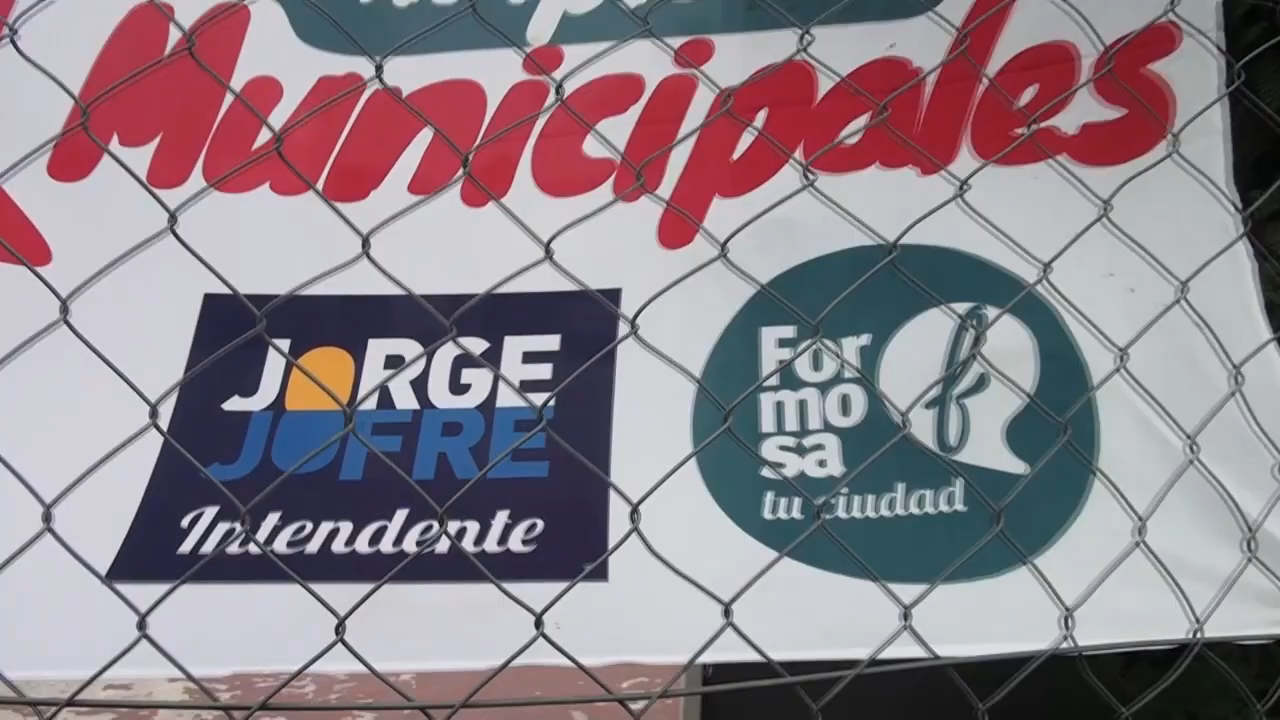 Municipales
JORGE
JOFRE
Intendente
For
mo
sa
tu ciudad
f